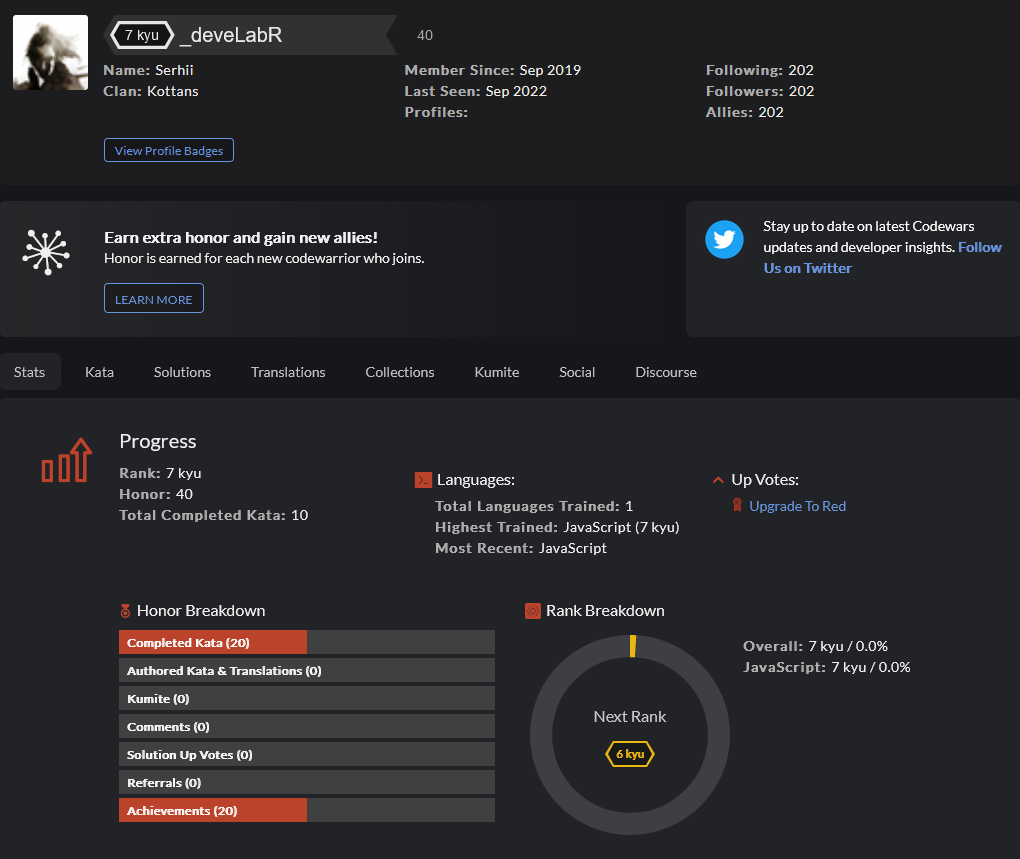 7 kyu _deveLabR 40
Name: Serhii
Clan: Kottans
Member Since: Sep 2019
Last Seen: Sep 2022
Profiles:
Following: 202
Followers: 202
Allies: 202
View Profile Badges
Earn extra honor and gain new allies!
Honor is earned for each new codewarrior who joins.
LEARN MORE
Stay up to date on latest Codewars
updates and developer insights. Follow
Us on Twitter
Stats Kata Solutions Translations Collections Kumite Social Discourse
Progress
Rank: 7 kyu
Honor: 40
Total Completed Kata: 10
Languages:
Total Languages Trained: 1
Highest Trained: JavaScript (7 kyu)
Most Recent: JavaScript
Up Votes:
Upgrade To Red
Honor Breakdown
Completed Kata (20)
Authored Kata & Translations (0)
Kumite (0)
Comments (0)
Solution Up Votes (0)
Referrals (0)
Achievements (20)
Rank Breakdown
Next Rank
6 kyu
Overall: 7 kyu / 0.0%
JavaScript: 7 kyu / 0.0%